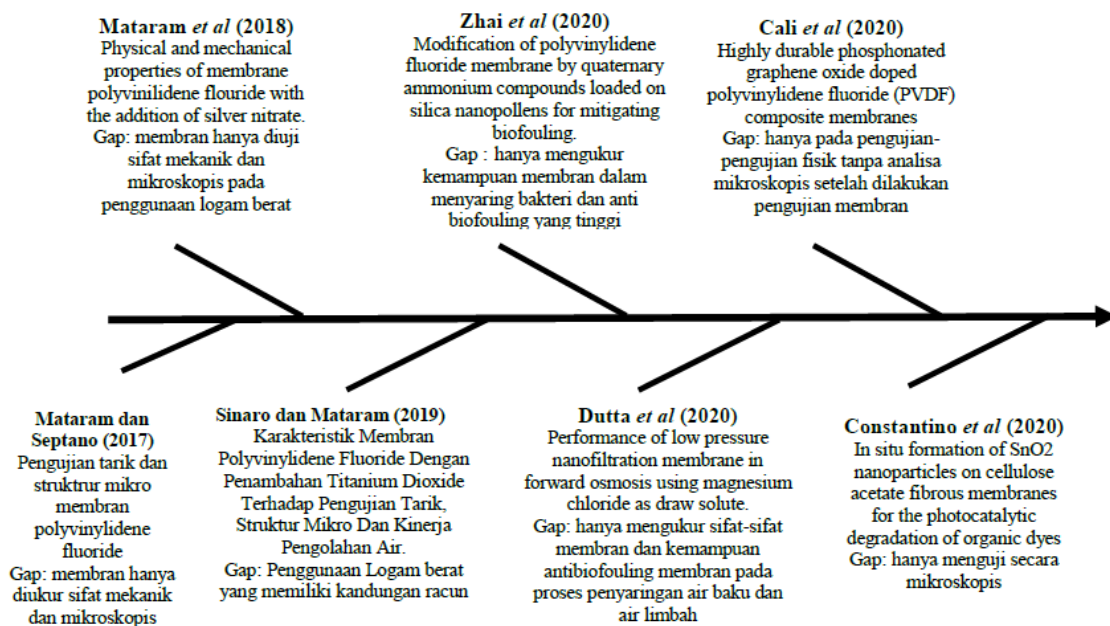 Mataram et al (2018)
Physical and mechanical
properties of membrane
polyvinilidene flouride with
the addition of silver nitrate.
Gap: membran hanya diuji
sifat mekanik dan
mikroskopis pada
penggunaan logam berat
Zhai et al (2020)
Modification of polyvinylidene
fluoride membrane by quaternary
ammonium compounds loaded on
silica nanopollens for mitigating
biofouling.
Gap : hanya mengukur
kemampuan membran dalam
menyaring bakteri dan anti
biofouling yang tinggi
Cali et al (2020)
Highly durable phosphonated
graphene oxide doped
polyvinylidene fluoride (PVDF)
composite membranes
Gap: hanya pada pengujian-
pengujian fisik tanpa analisa
mikroskopis setelah dilakukan
pengujian membran
Mataram dan
Septano (2017)
Pengujian tarik dan
struktrur mikro
membran
polyvinylidene
fluoride
Gap: membran hanya
diukur sifat mekanik
dan mikroskopis
Sinaro dan Mataram (2019)
Karakteristik Membran
Polyvinylidene Fluoride Dengan
Penambahan Titanium Dioxide
Terhadap Pengujian Tarik,
Struktur Mikro Dan Kinerja
Pengolahan Air.
Gap: Penggunaan Logam berat
yang memiliki kandungan racun
Dutta et al (2020)
Performance of low pressure
nanofiltration membrane in
forward osmosis using magnesium
chloride as draw solute.
Gap: hanya mengukur sifat-sifat
membran dan kemampuan
antibiofouling membran pada
proses penyaringan air baku dan
air limbah
Constantino et al (2020)
In situ formation of SnO2
nanoparticles on cellulose
acetate fibrous membranes
for the photocatalytic
degradation of organic dyes
Gap: hanya menguji secara
mikroskopis